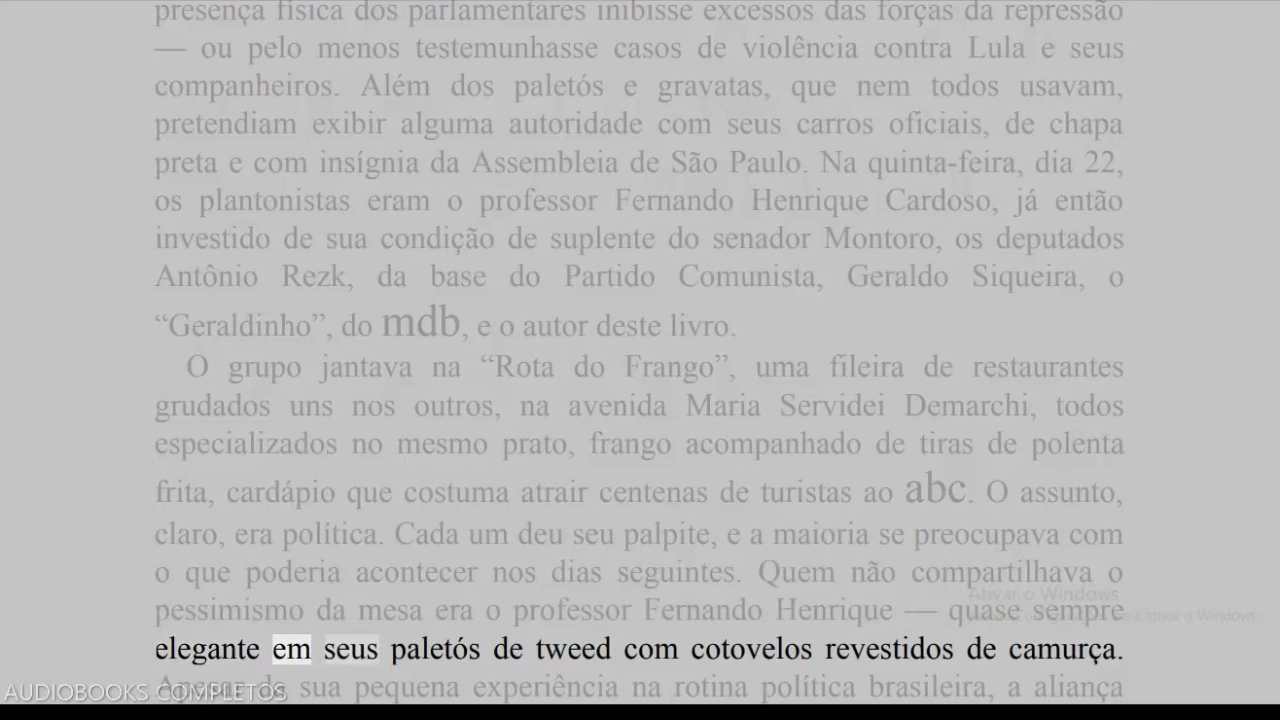 presença física dos parlamentares inibisse excessos das forças da repressão
— ou pelo menos testemunhasse casos de violência contra Lula e seus
companheiros. Além dos paletós e gravatas, que nem todos usavam,
pretendiam exibir alguma autoridade com seus carros oficiais, de chapa
preta e com insígnia da Assembleia de São Paulo. Na quinta-feira, dia 22,
os plantonistas eram o professor Fernando Henrique Cardoso, já então
investido de sua condição de suplente do senador Montoro, os deputados
Antônio Rezk, da base do Partido Comunista, Geraldo Siqueira, o
“Geraldinho”, do mdb, e o autor deste livro.
O grupo jantava na “Rota do Frango”, uma fileira de restaurantes
grudados uns nos outros, na avenida Maria Servidei Demarchi, todos
especializados no mesmo prato, frango acompanhado de tiras de polenta
frita, cardápio que costuma atrair centenas de turistas ao abc. O assunto,
claro, era política. Cada um deu seu palpite, e a maioria se preocupava com
o que poderia acontecer nos dias seguintes. Quem não compartilhava o
Ativar o Windows
pessimismo da mesa era o professor Fernando Henrique — quase sempre
para ativar o Windows.
elegante em seus paletós de tweed com cotovelos revestidos de camurça.
Apesar de sua pequena experiência na rotina política brasileira, a aliança
AUDIOBOOKS COMPLETOS